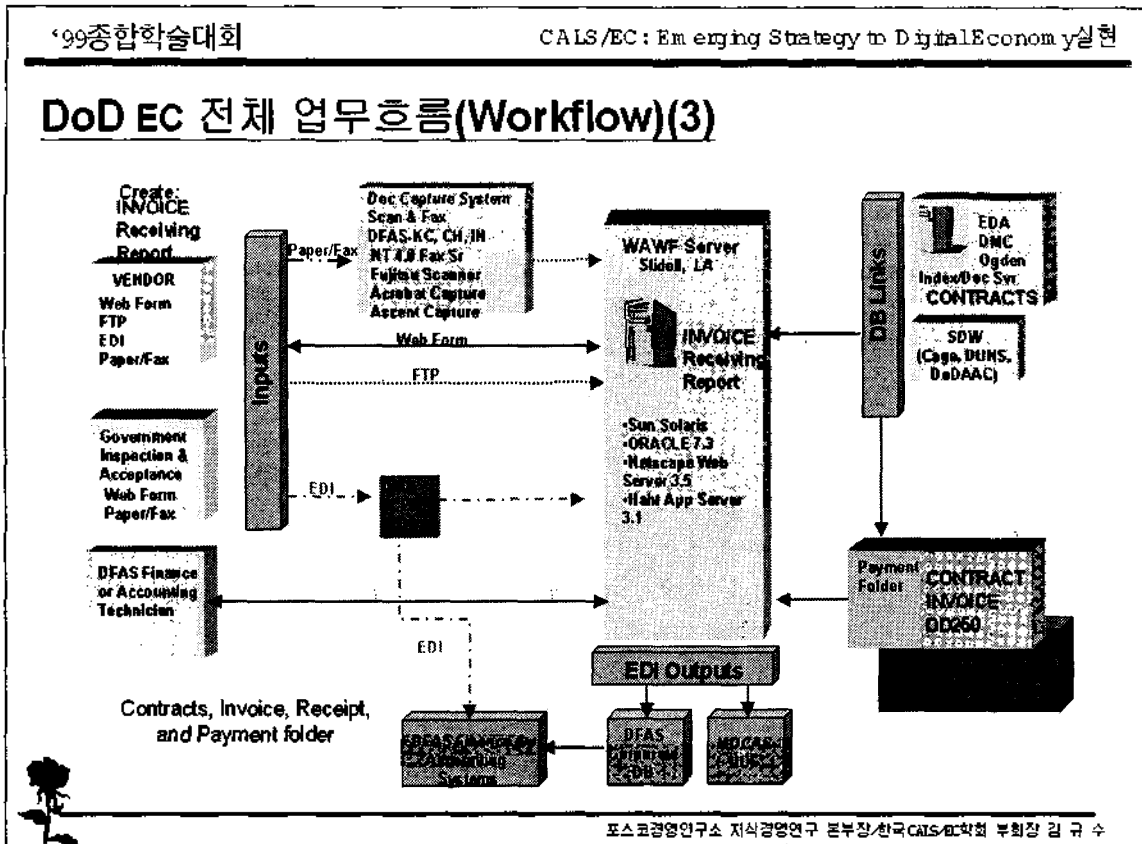 ‘99종합학술대회
CALS/EC: Emerging Strategy to Digital Economy실현
DoD EC 전체 업무흐름(Workflow)(3)
Create:
INVOICE
Receiving
Report
VENDOR
Web Form
FTP
EDI
Paper/Fax
Government
Inspection &
Acceptance
Web Form
Paper/Fax
DFAS Finance
or Accounting
Technician
Inputs
Paper/Fax
Doc Capture System
Scan & Fax
DFAS-KC, CH, IN
NT 4.0 Fax Sr
Fujitsu Scanner
Acrobat Capture
Ascent Capture
Web Form
FTP
EDI
EDI
WAWF Server
Slidell, LA
INVOICE
Receiving
Report
•Sun Solaris
•ORACLE 7.3
•Netscape Web
Server 3.5
•Haht App Server
3.1
DB Links
EDA
DMC
Ogden
Index/Doc Svr
CONTRACTS
SDW
(Cage, DUNS,
DoDAAC)
Payment
Folder
CONTRACT
INVOICE
DD250
EDI Outputs
Contracts, Invoice, Receipt,
and Payment folder
Systems
DFAS
DB
포스코경영연구소 지식경영연구 본부장/한국CALS/EC학회 부회장 김 규 수